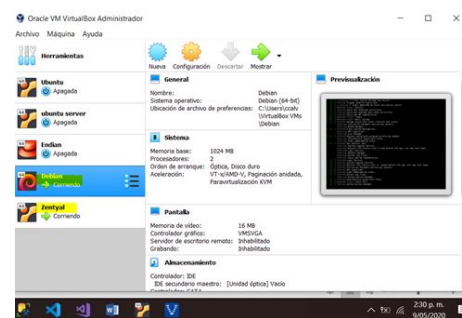 Oracle VM VirtualBox Administrador
Archivo Máquina Ayuda
Herramientas
Nueva Configuración Descartar Mostrar
Ubuntu
Apagada
ubuntu server
Apagada
Endian
Apagada
Debian
Corriendo
Zentyal
Corriendo
General
Nombre: Debian
Sistema operativo: Debian (64-bit)
Ubicación de archivo de preferencias: C:\Users\zcalv
\VirtualBox VMs
\Debian
Sistema
Memoria base: 1024 MB
Procesadores: 2
Orden de arranque: Óptica, Disco duro
Aceleración: VT-x/AMD-V, Paginación anidada,
Paravirtualización KVM
Pantalla
Memoria de vídeo: 16 MB
Controlador gráfico: VMSVGA
Servidor de escritorio remoto: Inhabilitado
Grabando: Inhabilitado
Almacenamiento
Controlador: IDE
IDE secundario maestro: [Unidad óptica] Vacío
Previsualización
2:30 p. m.
9/05/2020